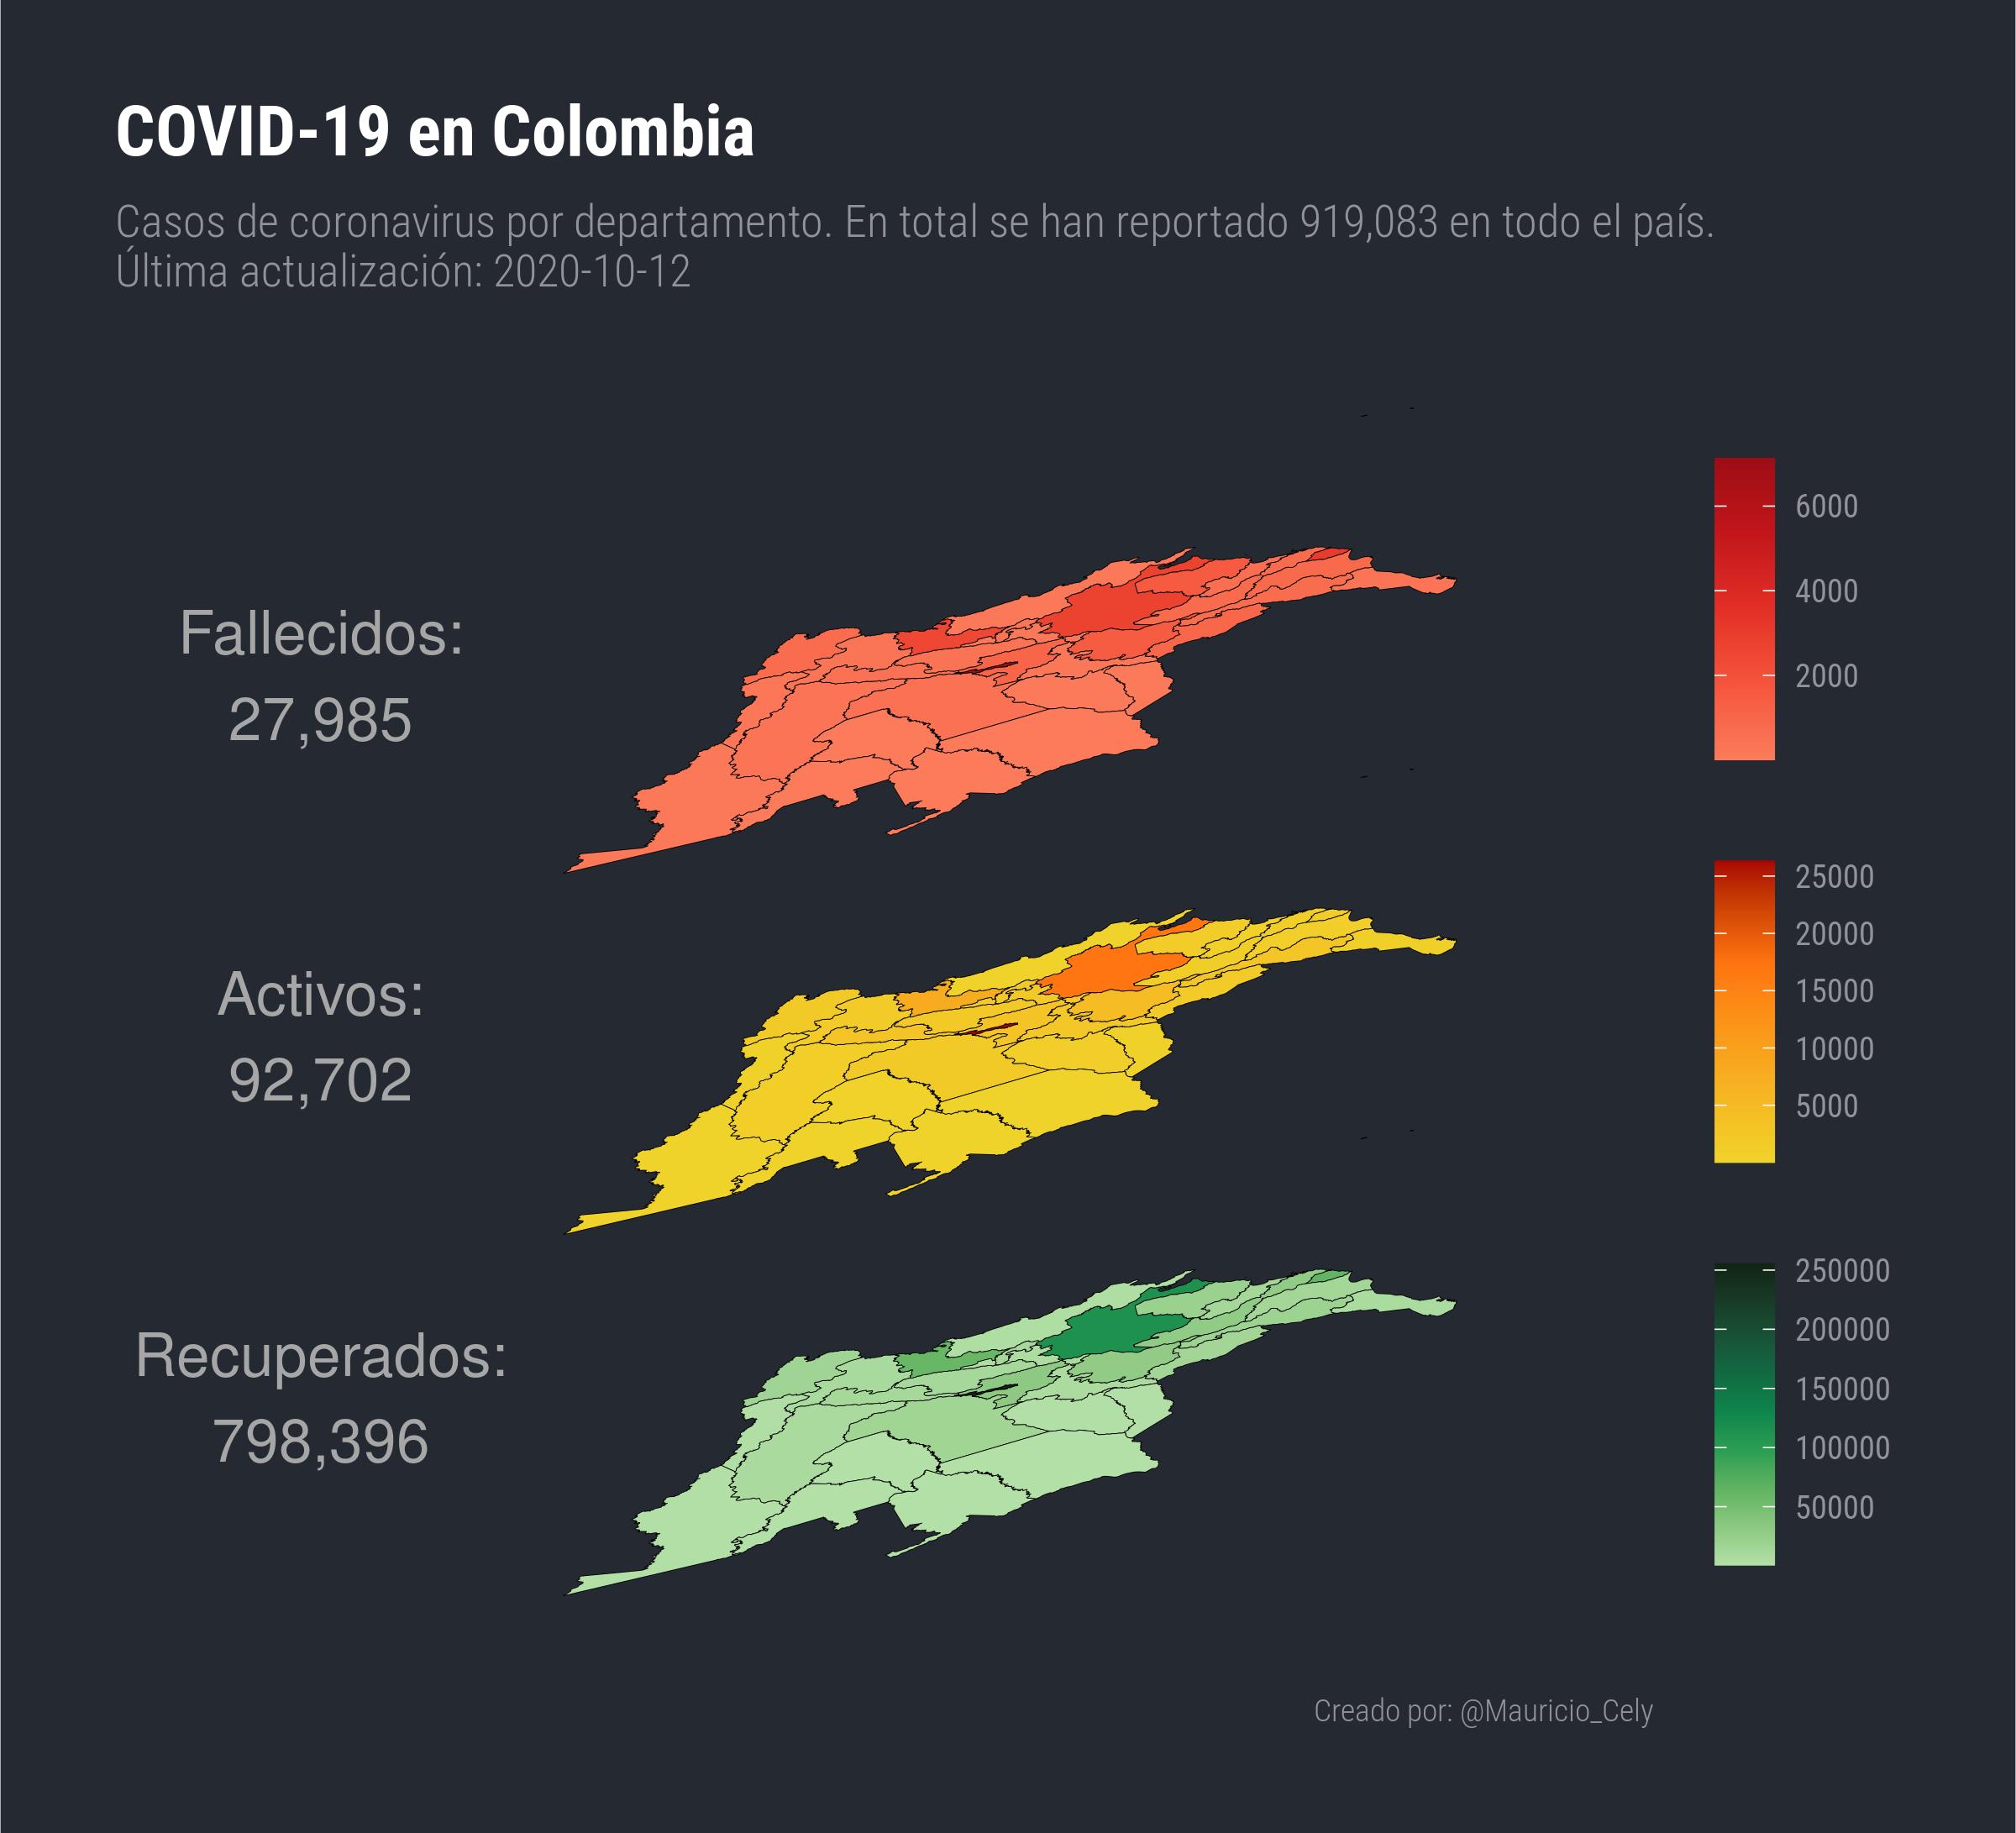 COVID-19 en Colombia
Casos de coronavirus por departamento. En total se han reportado 919,083 en todo el país.
Última actualización: 2020-10-12
Fallecidos:
27,985
6000
4000
2000
Activos:
92,702
25000
20000
15000
10000
5000
Recuperados:
798,396
250000
200000
150000
100000
50000
Creado por: @Mauricio_Cely